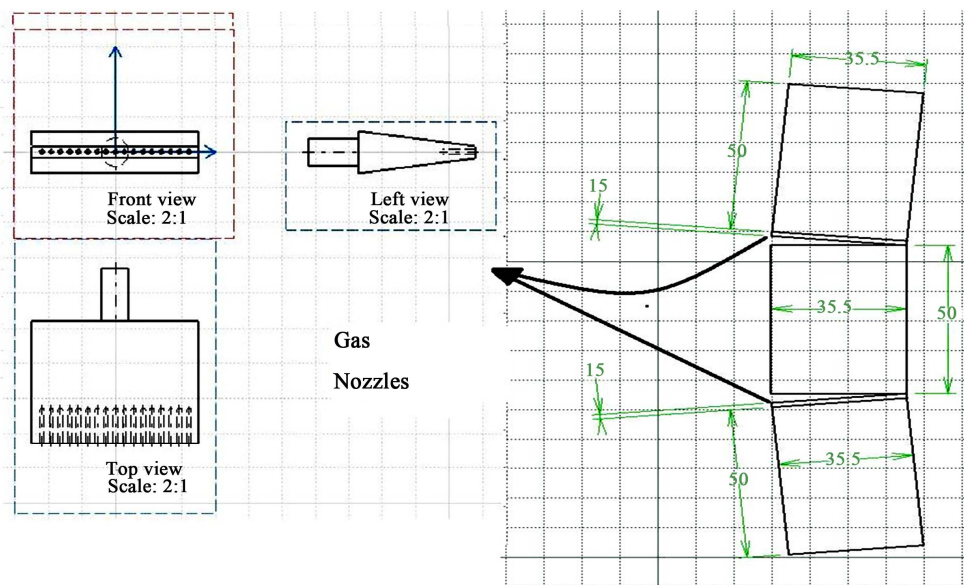 Front view
Scale: 2:1
Left view
Scale: 2:1
Top view
Scale: 2:1
Gas
Nozzles
35.5
50
15
35.5
50
15
35.5
50